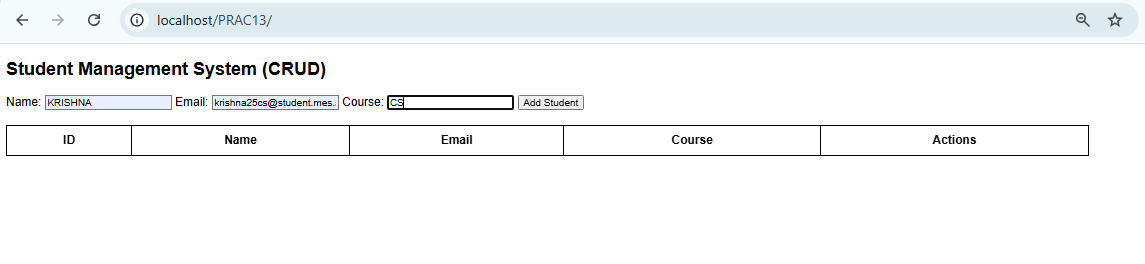 localhost/PRAC13/
Student Management System (CRUD)
Name: KRISHNA Email: krishna25cs@student.mes. Course: CS Add Student
ID Name Email Course Actions